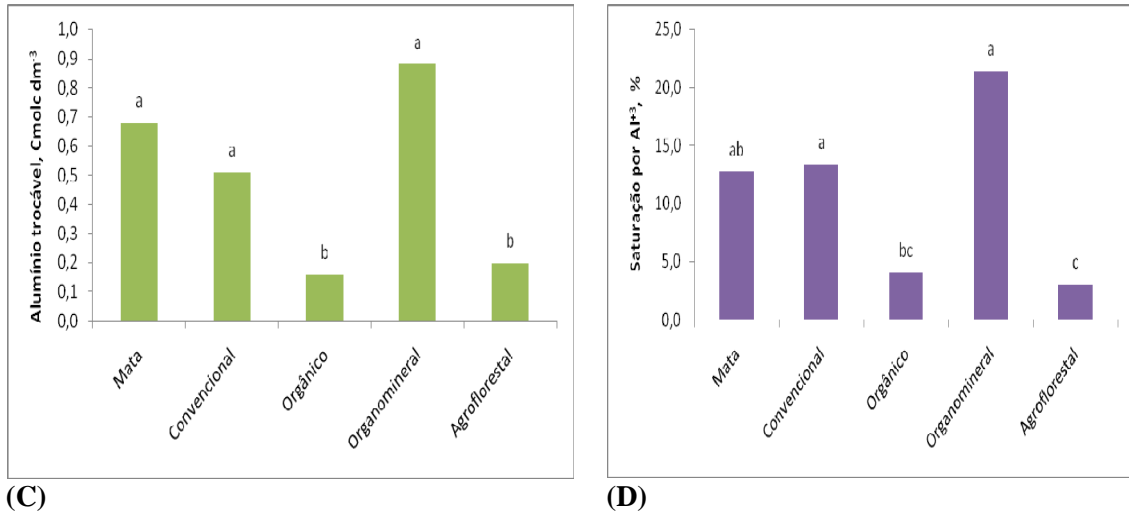 Alumínio trocável, Cmolc dm-³
1,0
0,9
0,8
0,7
0,6
0,5
0,4
0,3
0,2
0,1
0,0
a
a
b
a
b
Mata
Convencional
Orgânico
Organomineral
Agroflorestal
(C)
Saturação por Al⁺³, %
25,0
20,0
15,0
10,0
5,0
0,0
ab
a
bc
a
c
Mata
Convencional
Orgânico
Organomineral
Agroflorestal
(D)